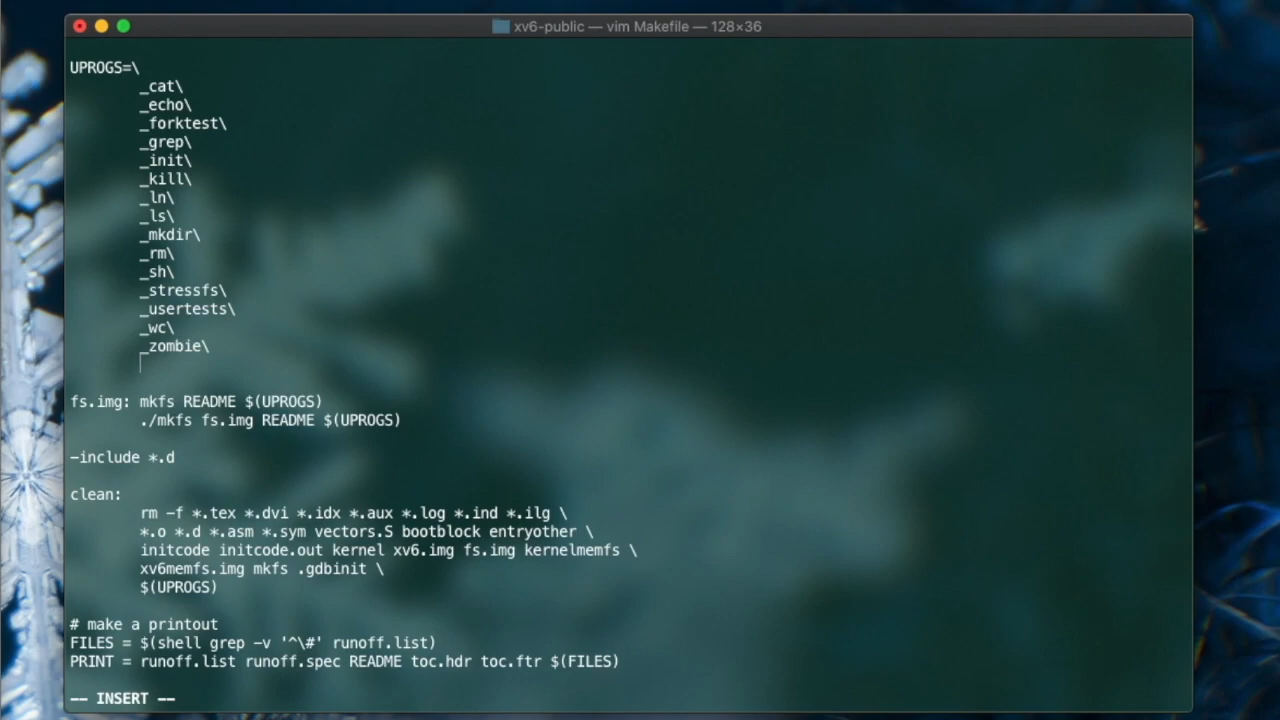 xv6-public — vim Makefile — 128×36
UPROGS=\
_cat\
_echo\
_forktest\
_grep\
_init\
_kill\
_ln\
_ls\
_mkdir\
_rm\
_sh\
_stressfs\
_usertests\
_wc\
_zombie\
fs.img: mkfs README $(UPROGS)
./mkfs fs.img README $(UPROGS)
-include *.d
clean:
rm -f *.tex *.dvi *.idx *.aux *.log *.ind *.ilg \
*.o *.d *.asm *.sym vectors.S bootblock entryother \
initcode initcode.out kernel xv6.img fs.img kernelmemfs \
xv6memfs.img mkfs .gdbinit \
$(UPROGS)
# make a printout
FILES = $(shell grep -v '^\#' runoff.list)
PRINT = runoff.list runoff.spec README toc.hdr toc.ftr $(FILES)
-- INSERT --